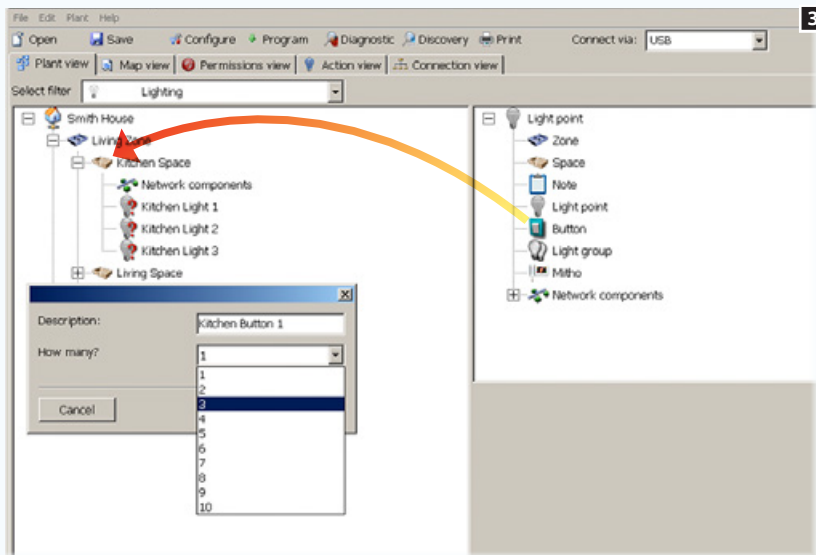 File Edit Plant Help
3
Open Save Configure Program Diagnostic Discovery Print Connect via: USB
Plant view Map view Permissions view Action view Connection view
Select filter Lighting
Smith House
Living Zone
Kitchen Space
Network components
Kitchen Light 1
Kitchen Light 2
Kitchen Light 3
Living Space
Description: Kitchen Button 1
How many? 1
1
2
3
4
5
6
7
8
9
10
Cancel
Light point
Zone
Space
Note
Light point
Button
Light group
Mitho
Network components